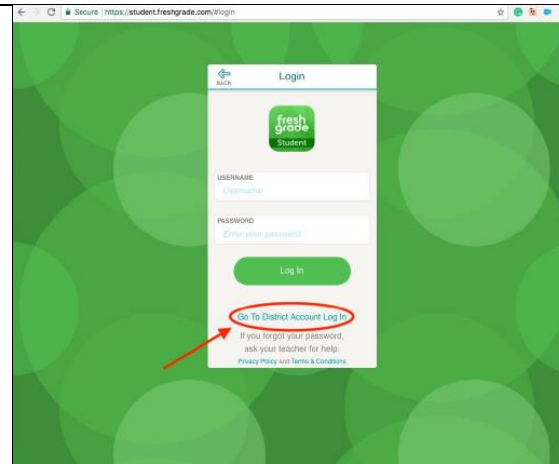 Secure | https://student.freshgrade.com/#login
BACK
Login
fresh
grade
Student
USERNAME
Username
PASSWORD
Enter your password
Log In
Go To District Account Log In
If you forgot your password,
ask your teacher for help.
Privacy Policy and Terms & Conditions